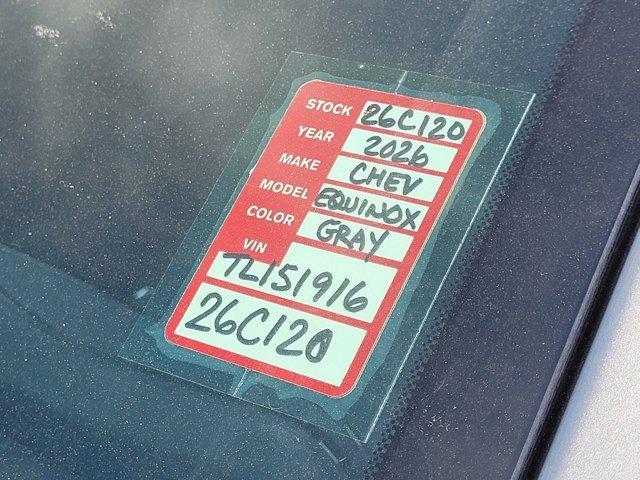 STOCK 26C120
YEAR 2026
MAKE CHEV
MODEL EQUINOX
COLOR GRAY
VIN
TL151916
26C120